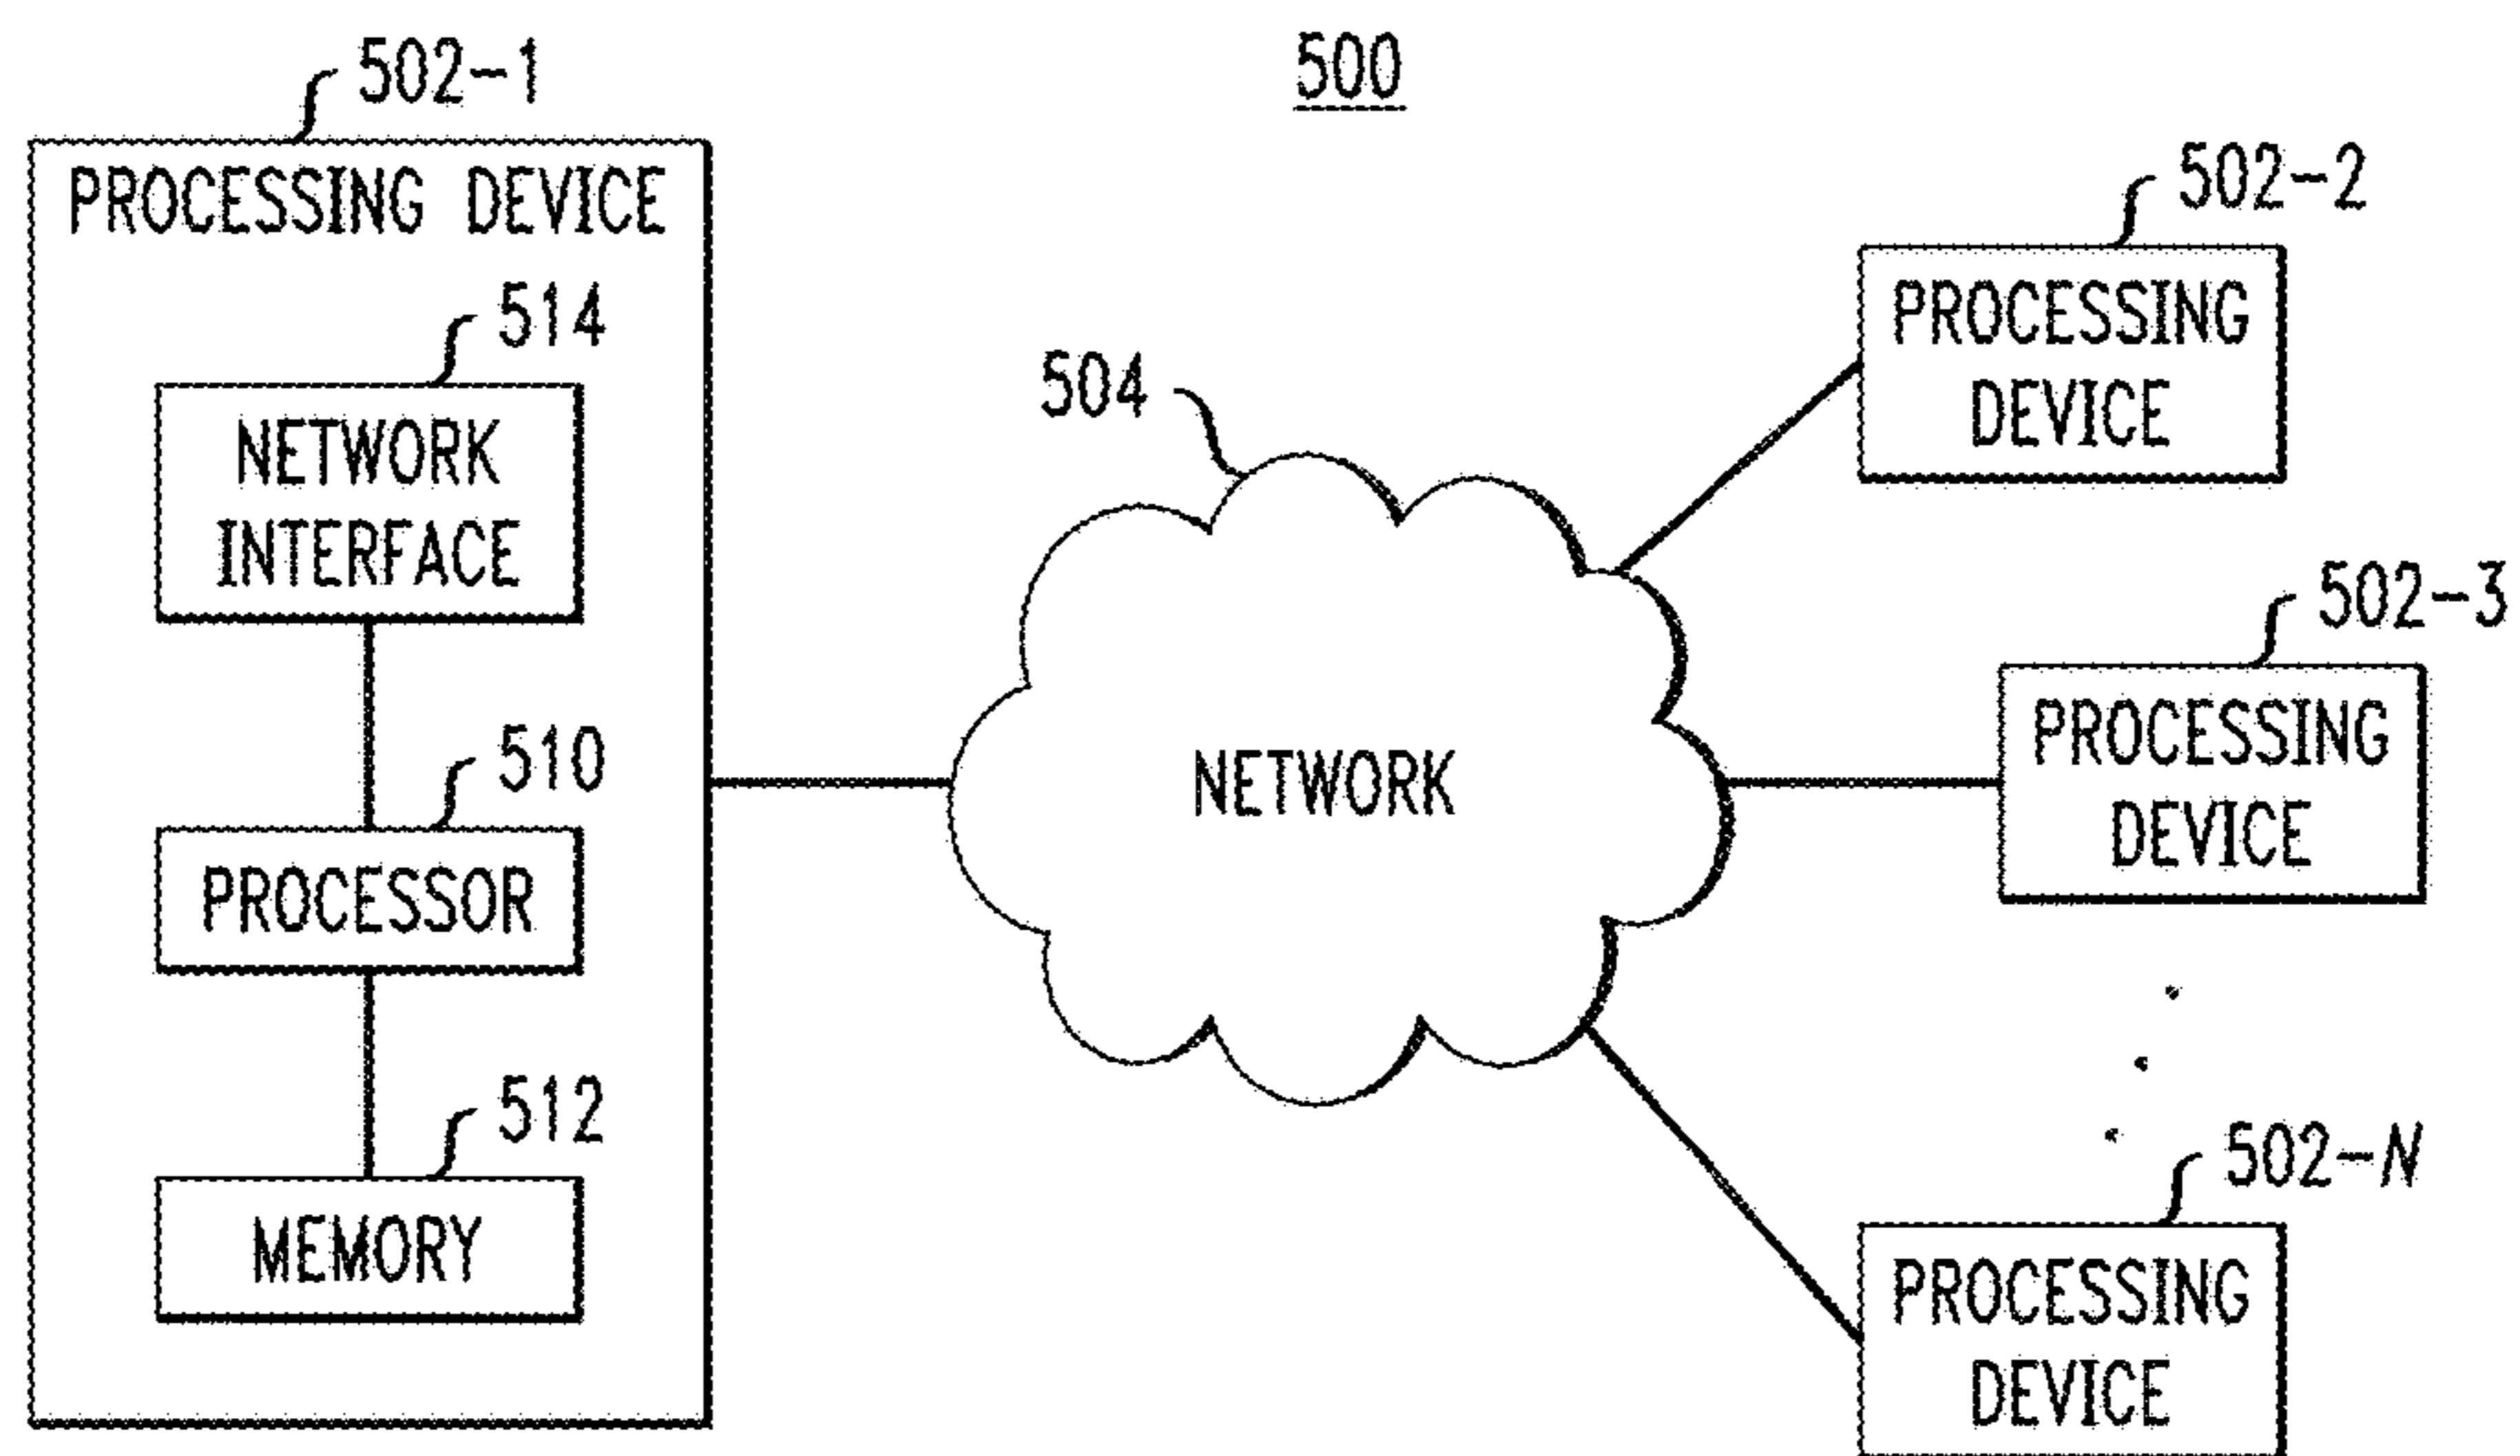 500
502-1
PROCESSING DEVICE
514
NETWORK
INTERFACE
510
PROCESSOR
512
MEMORY
504
NETWORK
502-2
PROCESSING
DEVICE
502-3
PROCESSING
DEVICE
502-N
PROCESSING
DEVICE